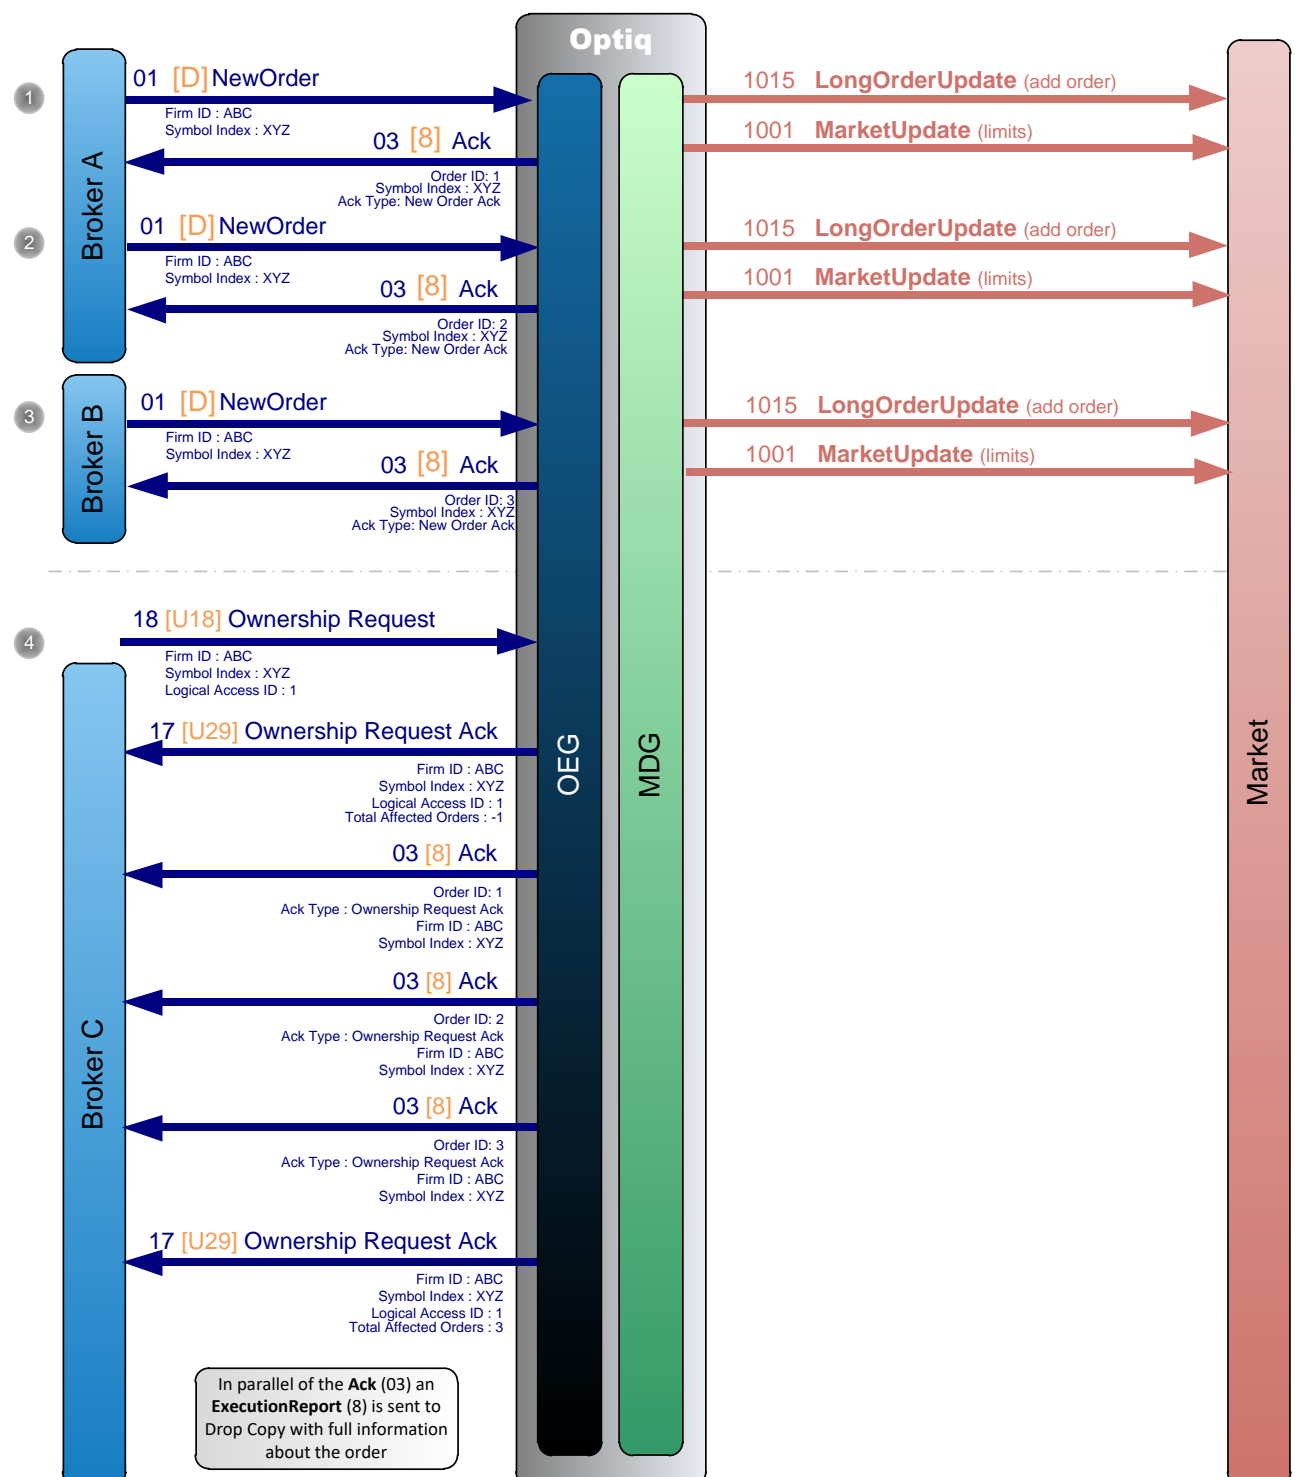 Optiq
1
01 [D] NewOrder
Firm ID : ABC
Symbol Index : XYZ
1015 LongOrderUpdate (add order)
1001 MarketUpdate (limits)
03 [8] Ack
Order ID: 1
Symbol Index : XYZ
Ack Type: New Order Ack
Broker A
2
01 [D] NewOrder
Firm ID : ABC
Symbol Index : XYZ
1015 LongOrderUpdate (add order)
1001 MarketUpdate (limits)
03 [8] Ack
Order ID: 2
Symbol Index : XYZ
Ack Type: New Order Ack
3
01 [D] NewOrder
Firm ID : ABC
Symbol Index : XYZ
1015 LongOrderUpdate (add order)
1001 MarketUpdate (limits)
03 [8] Ack
Order ID: 3
Symbol Index : XYZ
Ack Type: New Order Ack
Broker B
4
18 [U18] Ownership Request
Firm ID : ABC
Symbol Index : XYZ
Logical Access ID : 1
17 [U29] Ownership Request Ack
Firm ID : ABC
Symbol Index : XYZ
Logical Access ID : 1
Total Affected Orders : -1
OEG
MDG
Market
03 [8] Ack
Order ID: 1
Ack Type : Ownership Request Ack
Firm ID : ABC
Symbol Index : XYZ
03 [8] Ack
Order ID: 2
Ack Type : Ownership Request Ack
Firm ID : ABC
Symbol Index : XYZ
Broker C
03 [8] Ack
Order ID: 3
Ack Type : Ownership Request Ack
Firm ID : ABC
Symbol Index : XYZ
17 [U29] Ownership Request Ack
Firm ID : ABC
Symbol Index : XYZ
Logical Access ID : 1
Total Affected Orders : 3
In parallel of the Ack (03) an
ExecutionReport (8) is sent to
Drop Copy with full information
about the order